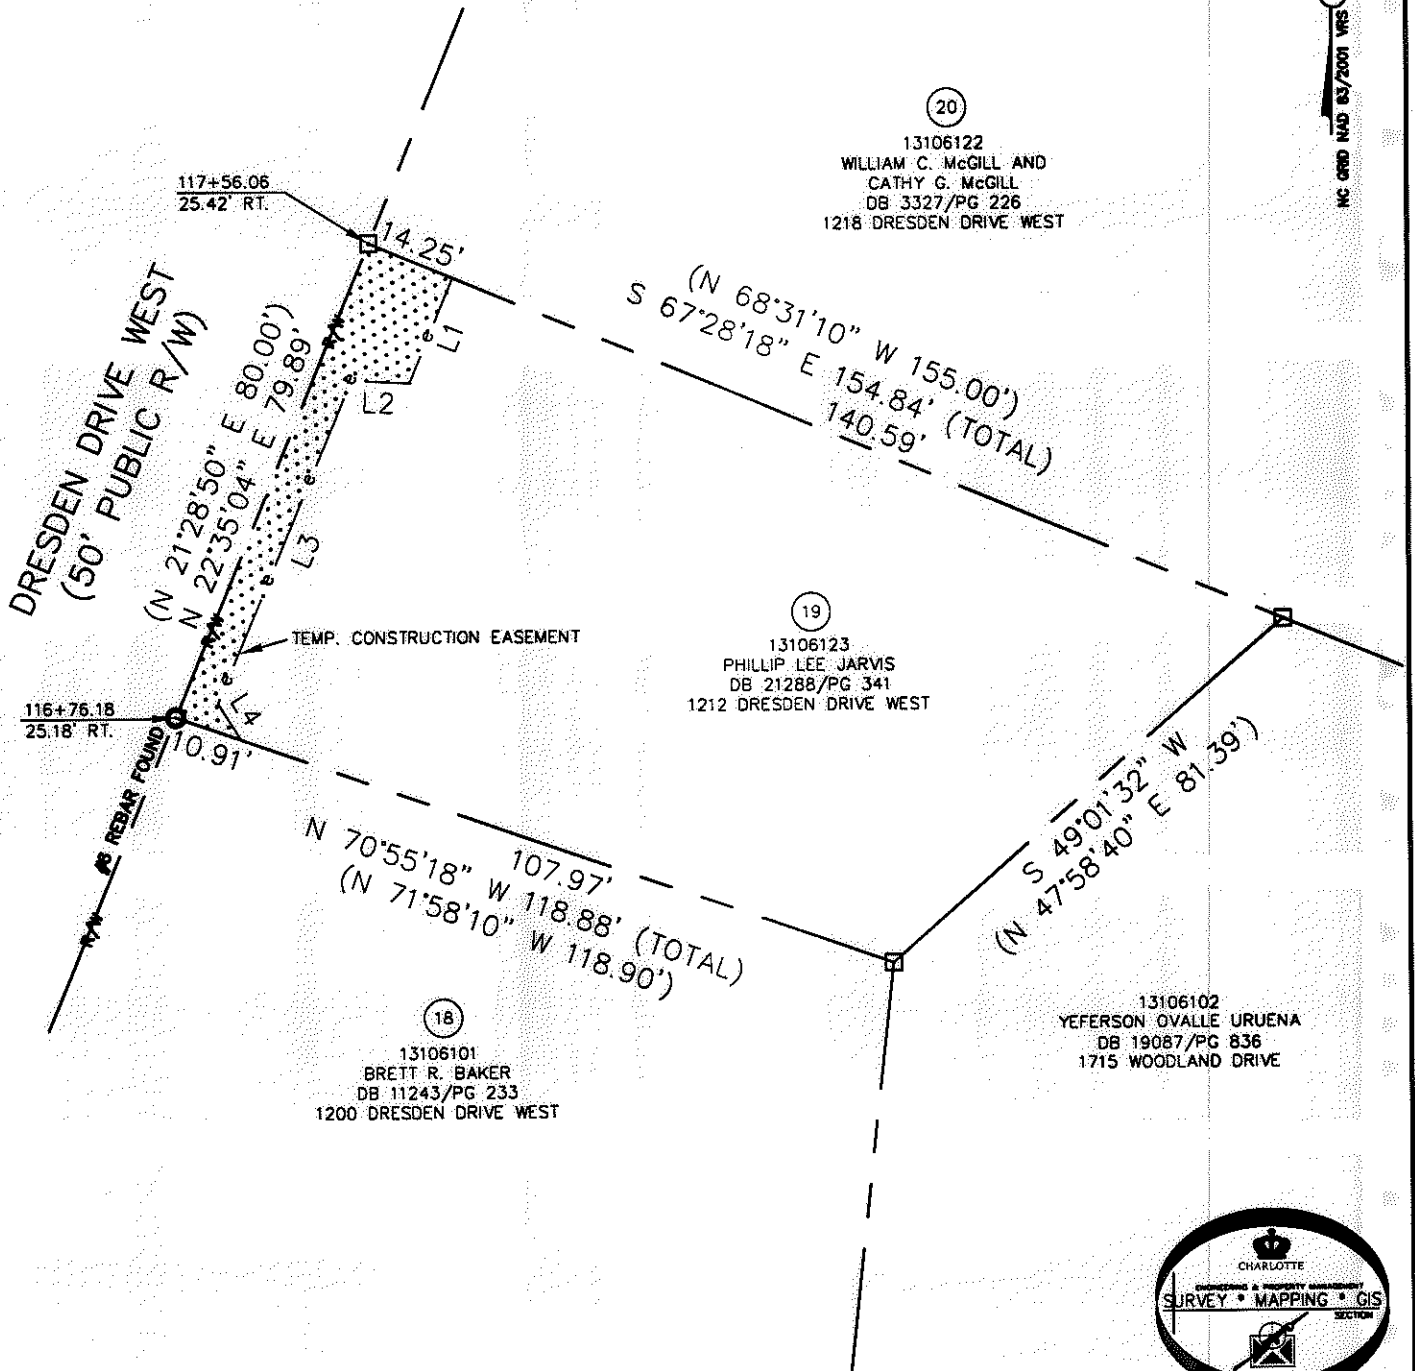 NC GRID NAD 83/2001 VRS
20
13106122
WILLIAM C. McGILL AND
CATHY G. McGILL
DB 3327/PG 226
1218 DRESDEN DRIVE WEST
117+56.06
25.42' RT.
14.25'
(N 68°31'10" W 155.00')
S 67°28'18" E 154.84' (TOTAL)
140.59'
DRESDEN DRIVE WEST
(50' PUBLIC R/W)
(N 21°28'50" E 80.00')
N 22°35'04" E 79.89'
R/W
e
L1
e
L2
e
L3
e
R/W
TEMP. CONSTRUCTION EASEMENT
e
L4
19
13106123
PHILLIP LEE JARVIS
DB 21288/PG 341
1212 DRESDEN DRIVE WEST
116+76.18
25.18' RT.
10.91'
#8 REBAR FOUND
R/W
S 49°01'32" W
(N 47°58'40" E 81.39')
107.97'
N 70°55'18" W 118.88' (TOTAL)
(N 71°58'10" W 118.90')
18
13106101
BRETT R. BAKER
DB 11243/PG 233
1200 DRESDEN DRIVE WEST
13106102
YEFERSON OVALLE URUENA
DB 19087/PG 836
1715 WOODLAND DRIVE
CHARLOTTE
ENGINEERING & PROPERTY MANAGEMENT
SURVEY • MAPPING • GIS
SECTION